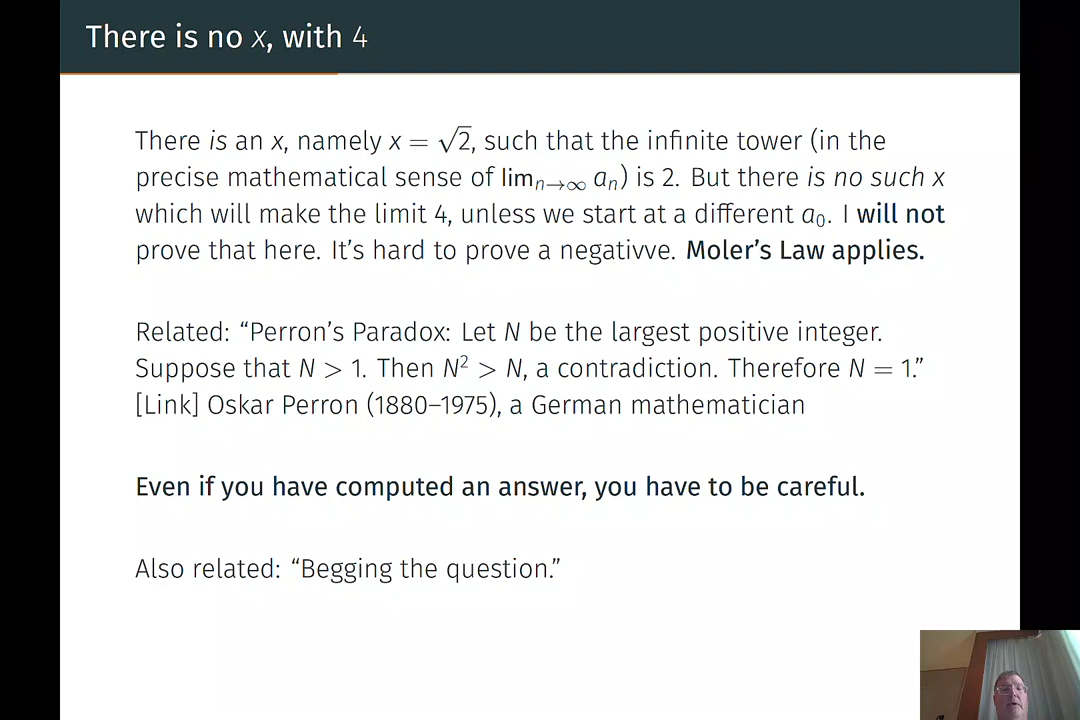 There is no x, with 4
There is an x, namely x = √2, such that the infinite tower (in the
precise mathematical sense of limₙ→∞ aₙ) is 2. But there is no such x
which will make the limit 4, unless we start at a different a₀. I will not
prove that here. It’s hard to prove a negativve. Moler’s Law applies.
Related: “Perron’s Paradox: Let N be the largest positive integer.
Suppose that N > 1. Then N² > N, a contradiction. Therefore N = 1.”
[Link] Oskar Perron (1880–1975), a German mathematician
Even if you have computed an answer, you have to be careful.
Also related: “Begging the question.”